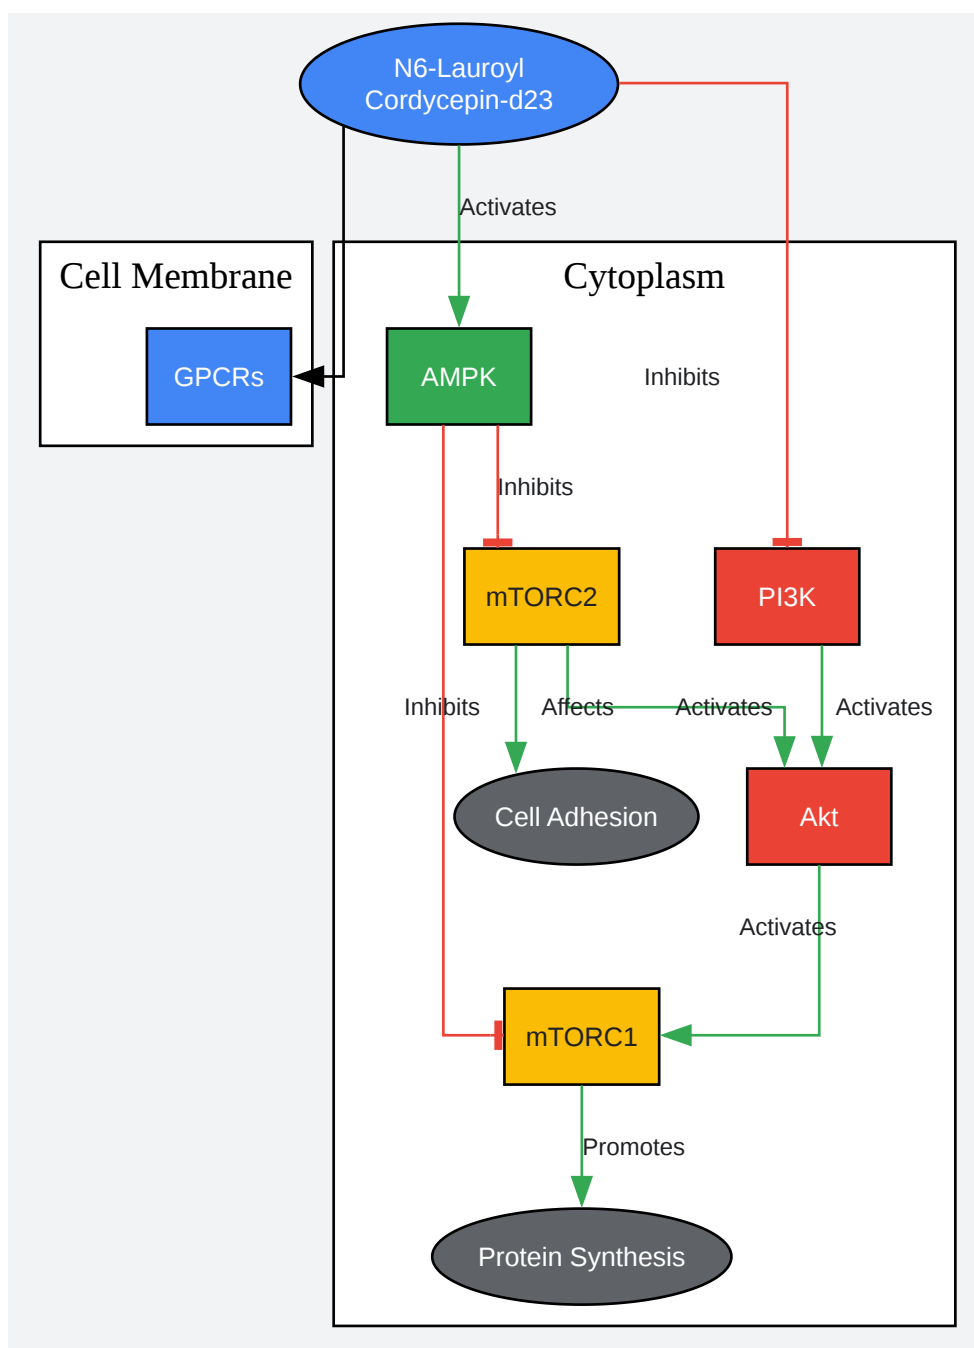 N6-Lauroyl
Cordycepin-d23
Activates
Cell Membrane
Cytoplasm
GPCRs
AMPK
Inhibits
Inhibits
mTORC2
PI3K
Inhibits
Affects
Activates
Activates
Cell Adhesion
Akt
Activates
mTORC1
Promotes
Protein Synthesis